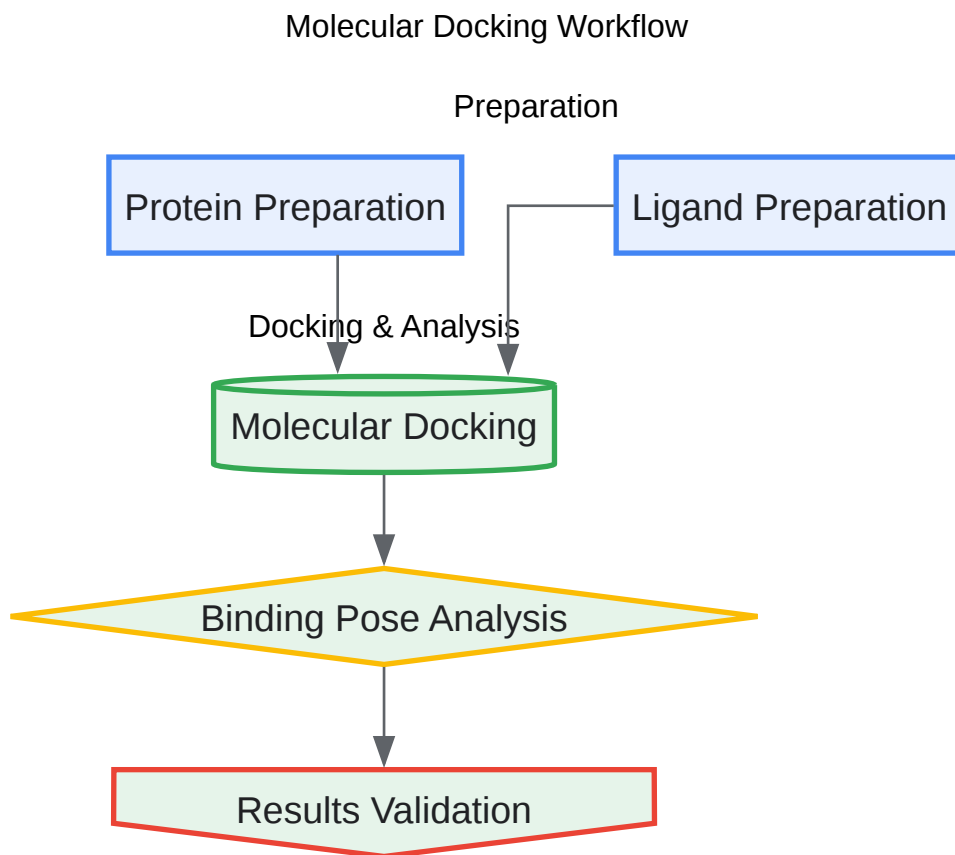 Molecular Docking Workflow
Preparation
Protein Preparation
Ligand Preparation
Docking & Analysis
Molecular Docking
Binding Pose Analysis
Results Validation